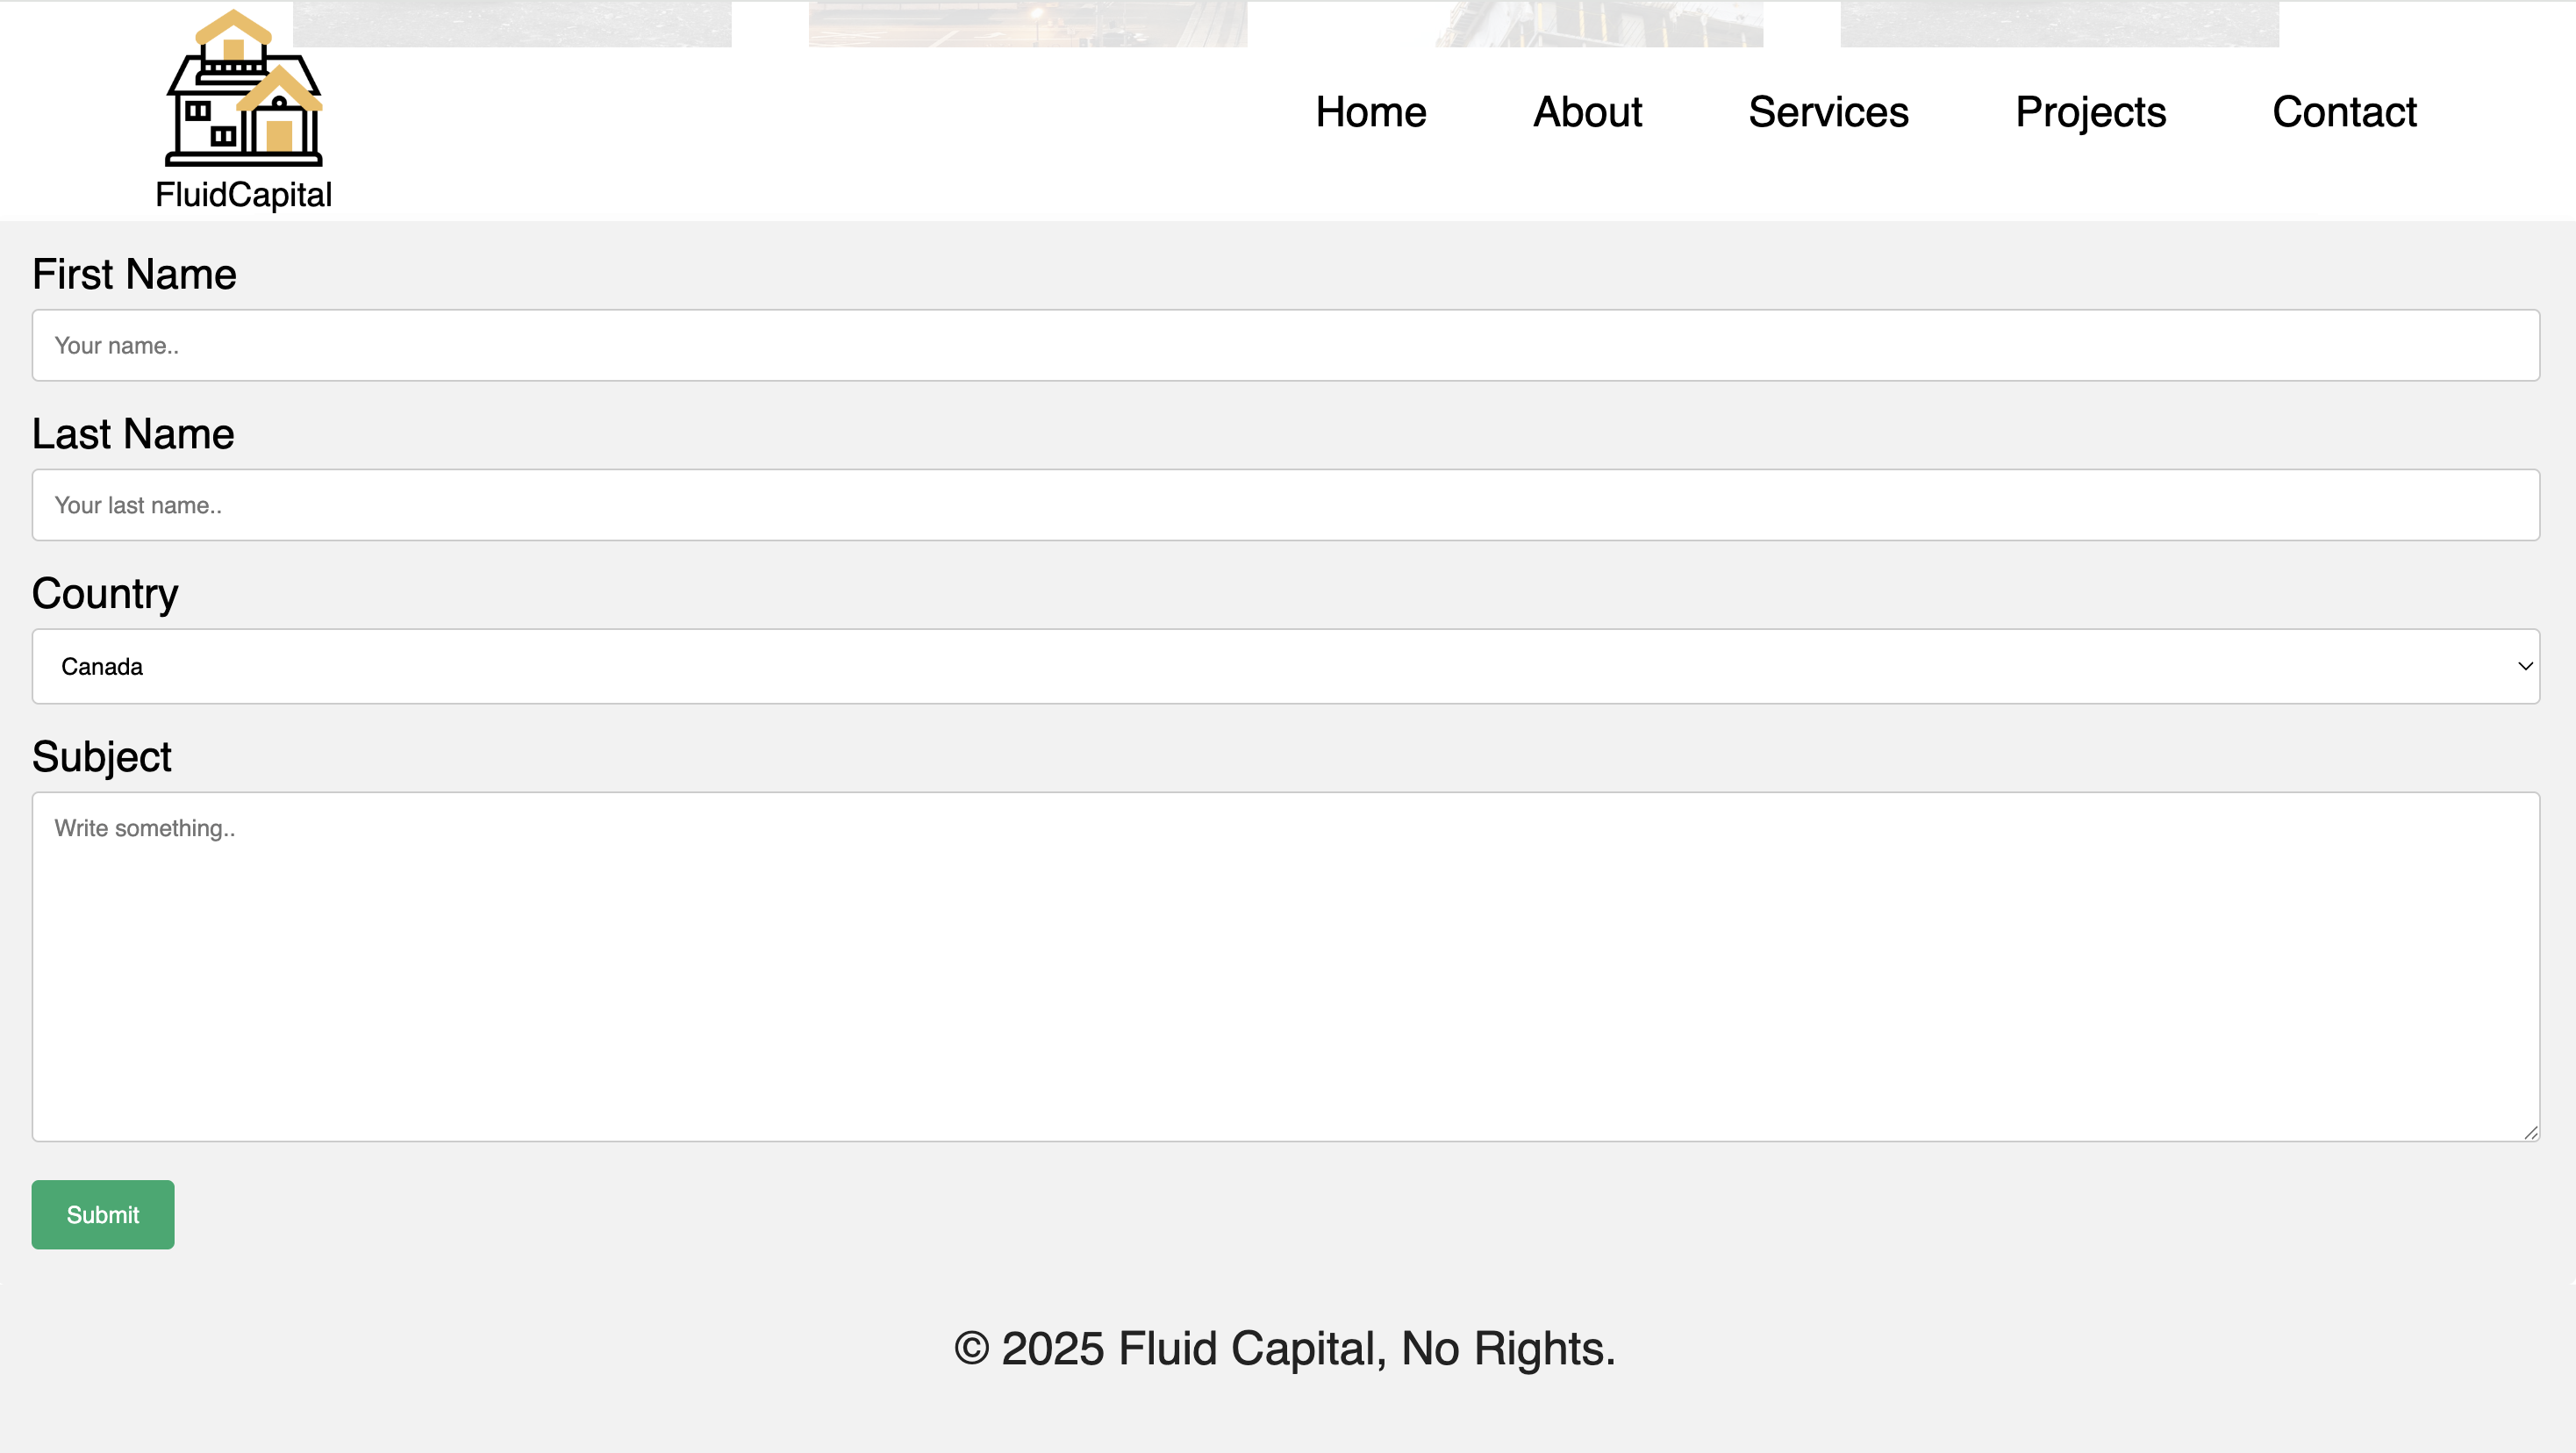 Home About Services Projects Contact
FluidCapital
First Name
Your name..
Last Name
Your last name..
Country
Canada
Subject
Write something..
Submit
© 2025 Fluid Capital, No Rights.